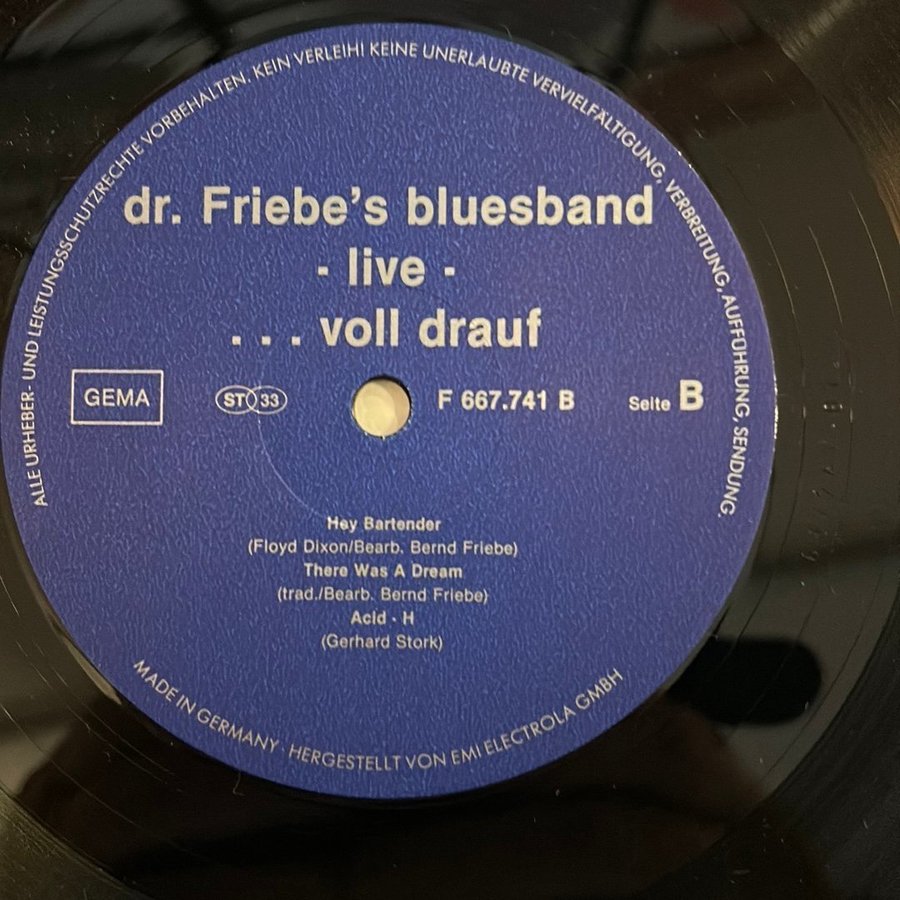 ALLE URHEBER- UND LEISTUNGSSCHUTZRECHTE VORBEHALTEN. KEIN VERLEIH! KEINE UNERLAUBTE VERVIELFÄLTIGUNG, VERBREITUNG, AUFFÜHRUNG, SENDUNG.
dr. Friebe's bluesband
- live -
. . . voll drauf
GEMA ST 33 F 667.741 B Seite B
Hey Bartender
(Floyd Dixon/Bearb. Bernd Friebe)
There Was A Dream
(trad./Bearb. Bernd Friebe)
Acid - H
(Gerhard Stork)
MADE IN GERMANY · HERGESTELLT VON EMI ELECTROLA GMBH